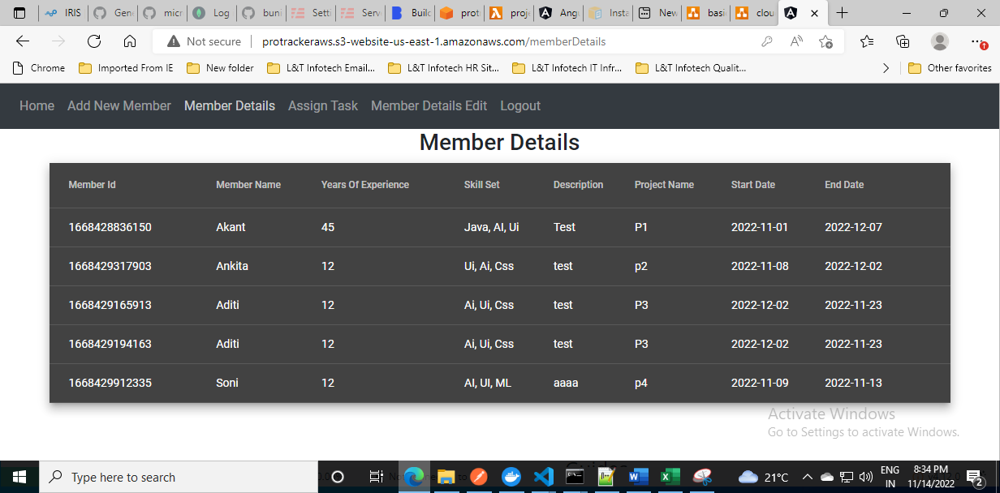 IRIS Gene micr Log buni Setti Serv Build prot proje Ang Insta New basi clou
Not secure protrackeraws.s3-website-us-east-1.amazonaws.com/memberDetails
Chrome Imported From IE New folder L&T Infotech Email... L&T Infotech HR Sit... L&T Infotech IT Infr... L&T Infotech Qualit... Other favorites
Home Add New Member Member Details Assign Task Member Details Edit Logout
Member Details
Member Id Member Name Years Of Experience Skill Set Description Project Name Start Date End Date
1668428836150 Akant 45 Java, AI, Ui Test P1 2022-11-01 2022-12-07
1668429317903 Ankita 12 Ui, Ai, Css test p2 2022-11-08 2022-12-02
1668429165913 Aditi 12 Ai, Ui, Css test P3 2022-12-02 2022-11-23
1668429194163 Aditi 12 Ai, Ui, Css test P3 2022-12-02 2022-11-23
1668429912335 Soni 12 AI, UI, ML aaaa p4 2022-11-09 2022-11-13
Activate Windows
Go to Settings to activate Windows.
Type here to search
21°C
ENG
IN
8:34 PM
11/14/2022
2